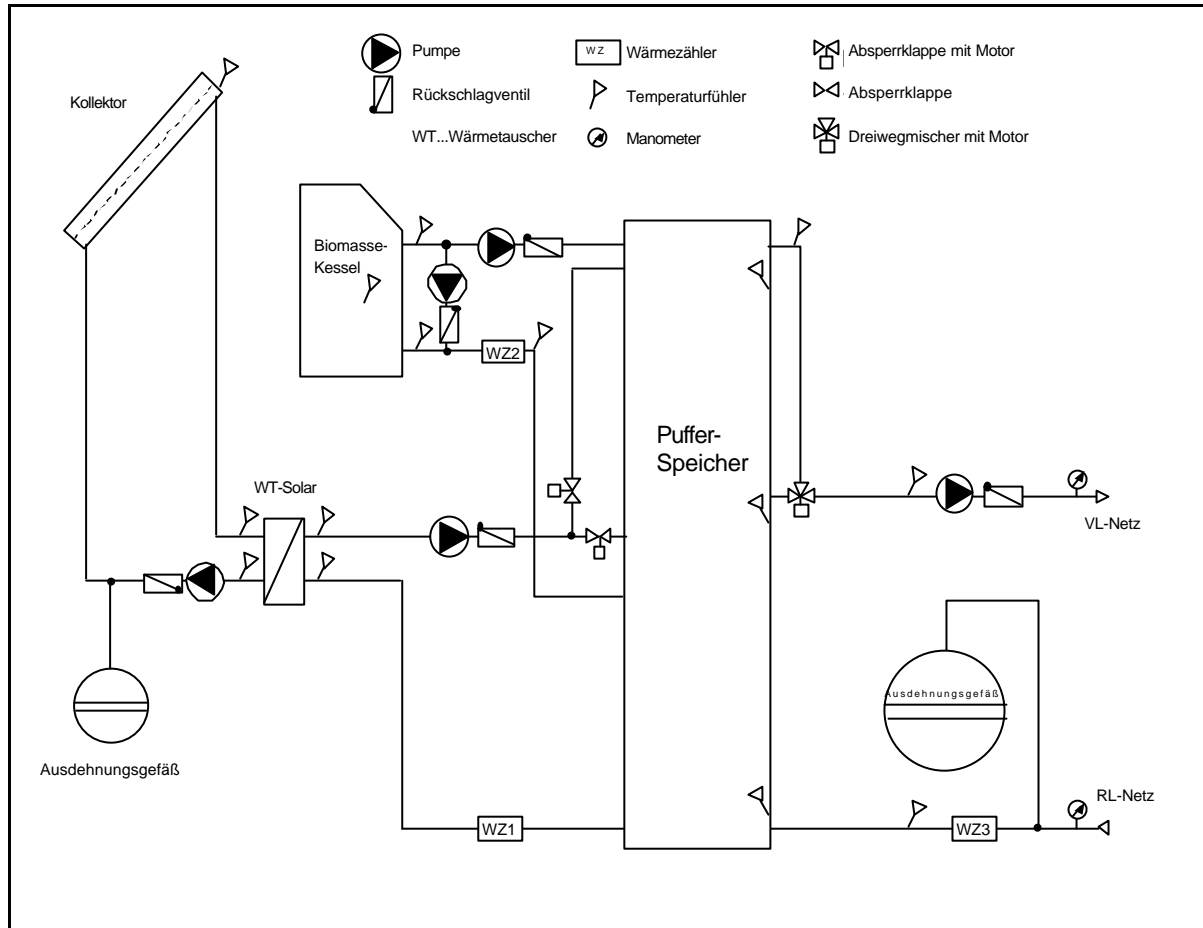 Pumpe
WZ
Wärmezähler
Absperrklappe mit Motor
Kollektor
Rückschlagventil
Temperaturfühler
Absperrklappe
WT...Wärmetauscher
Manometer
Dreiwegmischer mit Motor
Biomasse-
Kessel
WZ2
Puffer-
Speicher
WT-Solar
VL-Netz
Ausdehnungsgefäß
Ausdehnungsgefäß
RL-Netz
WZ1
WZ3